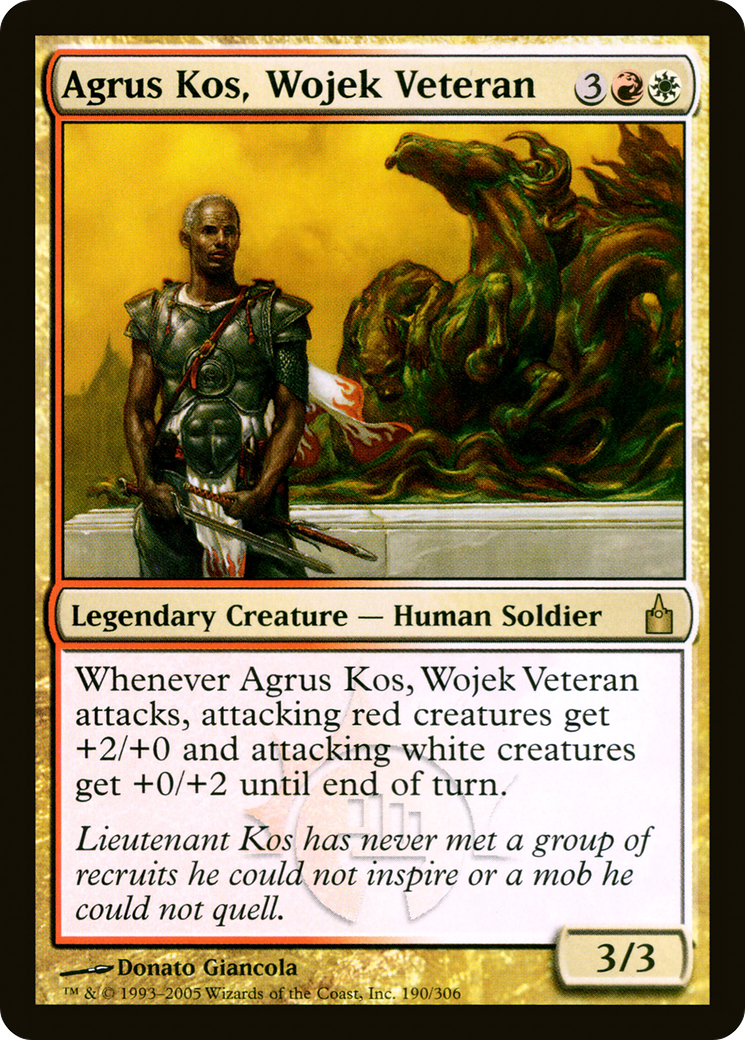 Agrus Kos, Wojek Veteran 3
Legendary Creature — Human Soldier
Whenever Agrus Kos, Wojek Veteran
attacks, attacking red creatures get
+2/+0 and attacking white creatures
get +0/+2 until end of turn.
Lieutenant Kos has never met a group of
recruits he could not inspire or a mob he
could not quell.
3/3
Donato Giancola
™ & © 1993–2005 Wizards of the Coast, Inc. 190/306